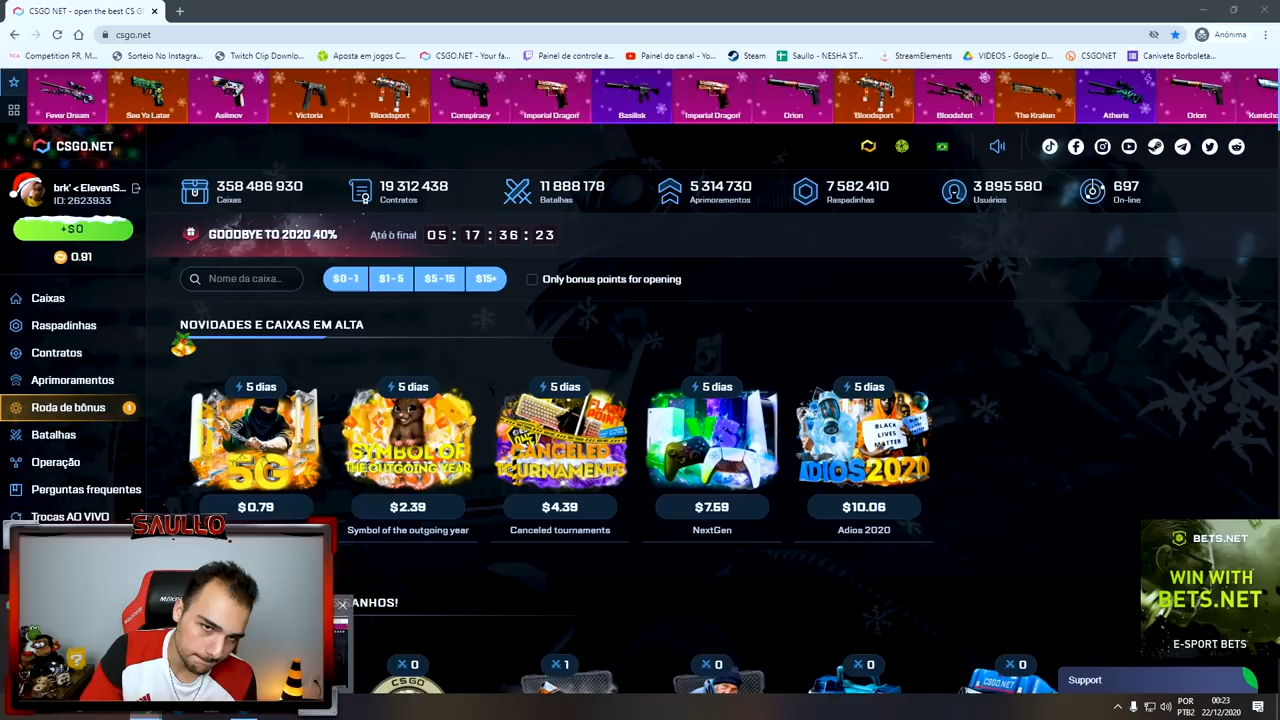 CSGO NET - open the best CS G
csgo.net
Anônima
Competition PR, M...
Sorteio No Instagra...
Twitch Clip Downlo...
Aposta em jogos C...
CSGO.NET - Your fa...
Painel de controle a...
Painel do canal - Yo...
Steam
Saullo - NESHA ST...
StreamElements
VIDEOS - Google D...
CSGONET
Canivete Borboleta...
Fever Dream
See Ya Later
Asiimov
Victoria
Bloodsport
Conspiracy
Imperial Dragon
Basilisk
Imperial Dragon
Orion
Bloodsport
Bloodshot
The Kraken
Atheris
Orion
Kumicho
CSGO.NET
brk' < ElevenS...
ID: 2623933
+$0
0.91
358 486 930
Caixas
19 312 438
Contratos
11 888 178
Batalhas
5 314 730
Aprimoramentos
7 582 410
Raspadinhas
3 895 580
Usuários
697
On-line
GOODBYE TO 2020 40%
Até o final
05 : 17 : 36 : 23
Nome da caixa...
$0 - 1
$1 - 5
$5 - 15
$15+
Only bonus points for opening
Caixas
Raspadinhas
Contratos
Aprimoramentos
Roda de bônus
1
Batalhas
Operação
Perguntas frequentes
Trocas AO VIVO
NOVIDADES E CAIXAS EM ALTA
5 dias
5G
$0.79
5 dias
SYMBOL OF
THE OUTGOING YEAR
$2.39
Symbol of the outgoing year
5 dias
CANCELED
TOURNAMENTS
$4.39
Canceled tournaments
5 dias
$7.59
NextGen
5 dias
BLACK
LIVES
MATTER
ADIOS2020
$10.06
Adios 2020
SAULLO
ANHOS!
0
CSGO
1
0
0
0
CSGO.NET
BETS.NET
WIN WITH
BETS.NET
E-SPORT BETS
Support
POR
PTB2
00:23
22/12/2020